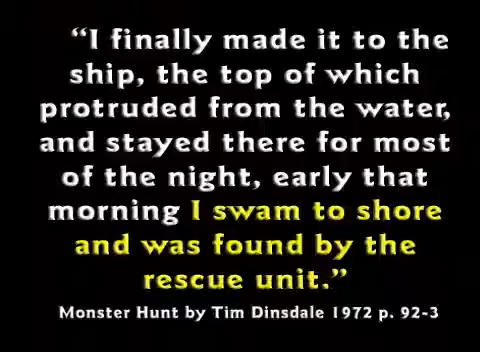 “I finally made it to the
ship, the top of which
protruded from the water,
and stayed there for most
of the night, early that
morning I swam to shore
and was found by the
rescue unit.”
Monster Hunt by Tim Dinsdale 1972 p. 92-3